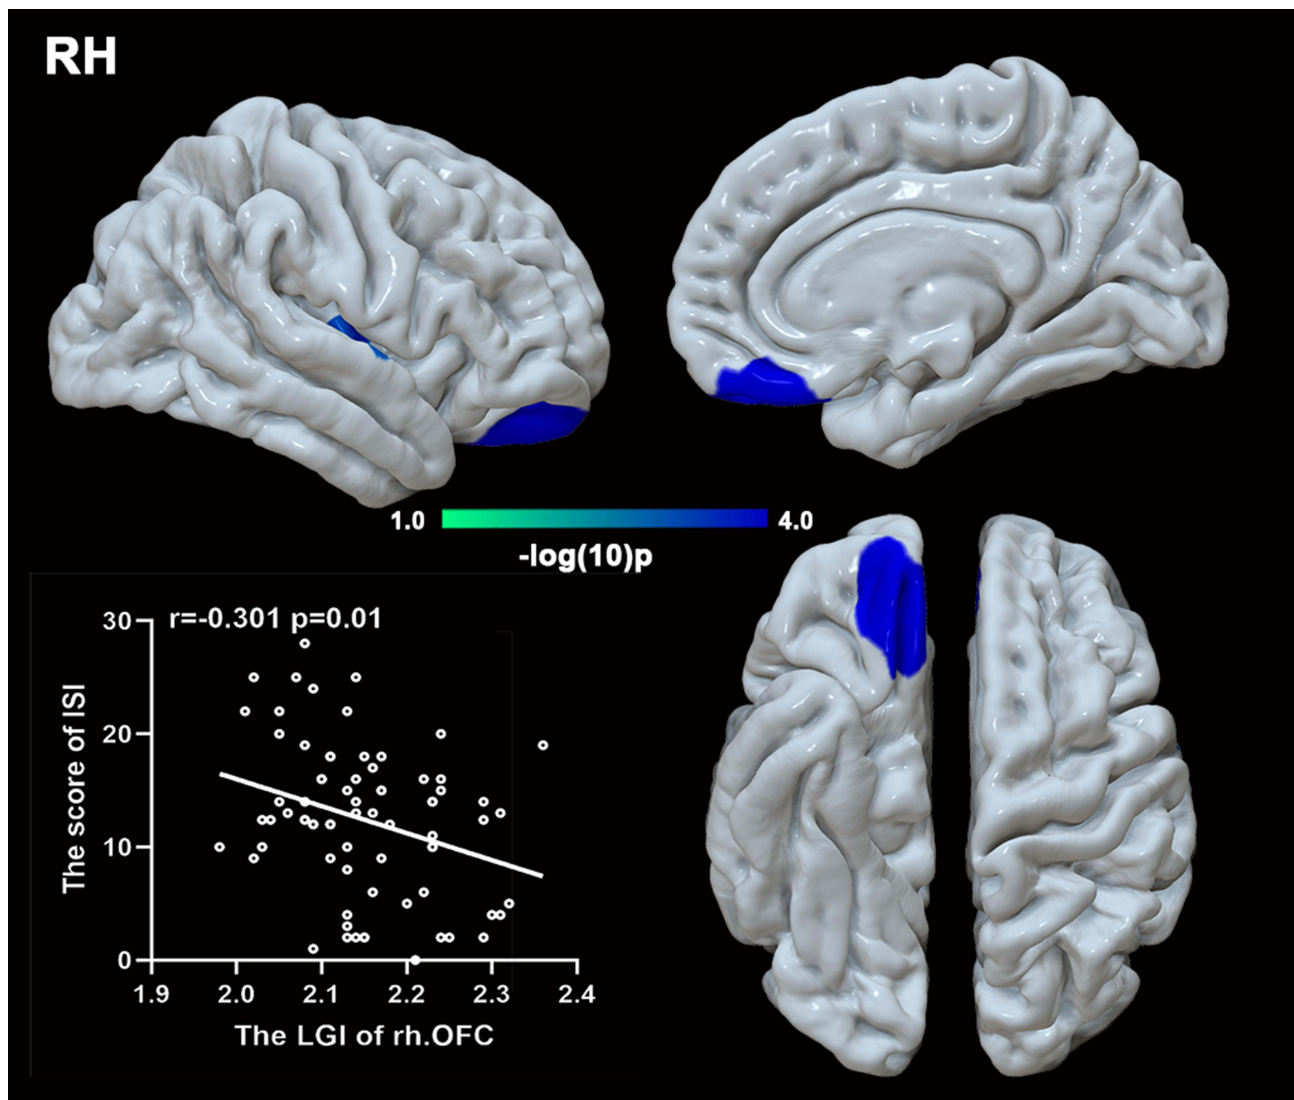 RH
1.0
4.0
-log(10)p
r=-0.301 p=0.01
The score of ISI
30
20
10
0
1.9 2.0 2.1 2.2 2.3 2.4
The LGI of rh.OFC